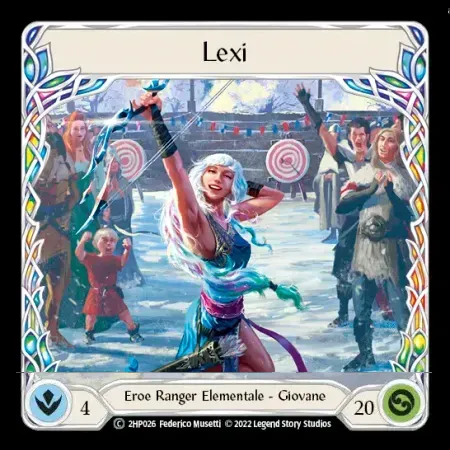 Lexi
4
Eroe Ranger Elementale - Giovane
20
© 2HP026 Federico Musetti © 2022 Legend Story Studios